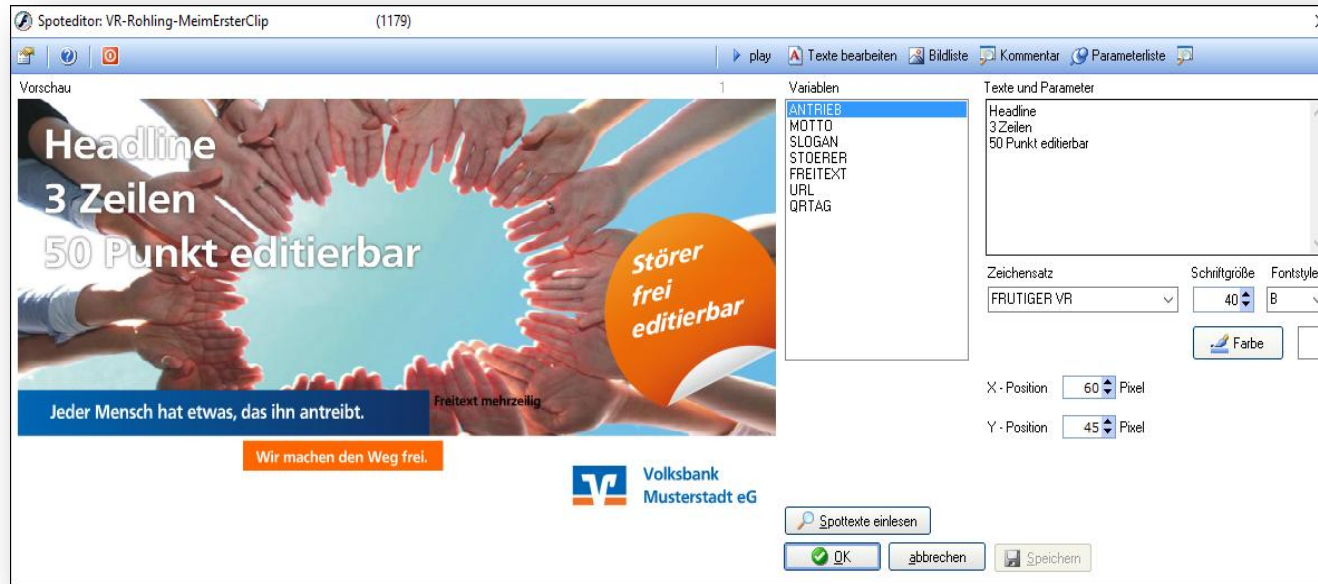 Spoteditor: VR-Rohling-MeimErsterClip (1179)
play Texte bearbeiten Bildliste Kommentar Parameterliste
Vorschau 1
Headline
3 Zeilen
50 Punkt editierbar
Störer
frei
editierbar
Jeder Mensch hat etwas, das ihn antreibt.
Freitext mehrzeilig
Wir machen den Weg frei.
Volksbank
Musterstadt eG
Variablen
ANTRIEB
MOTTO
SLOGAN
STOERER
FREITEXT
URL
QRTAG
Texte und Parameter
Headline
3 Zeilen
50 Punkt editierbar
Zeichensatz Schriftgröße Fontstyle
FRUTIGER VR 40 B
Farbe
X - Position 60 Pixel
Y - Position 45 Pixel
Spottexte einlesen
OK abbrechen Speichern